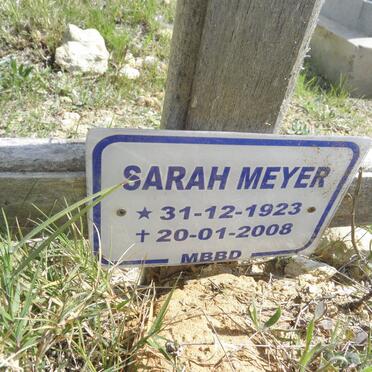 SARAH MEYER
★ 31-12-1923
✝ 20-01-2008
MBBD